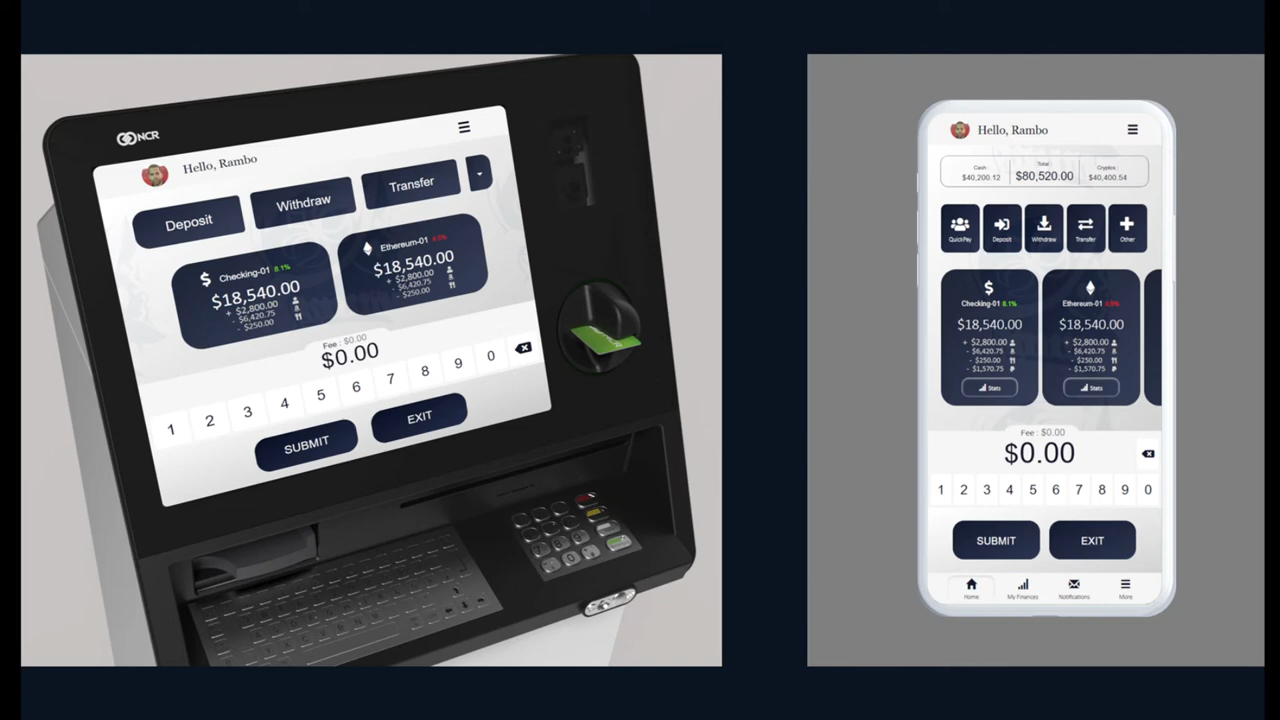 NCR
Hello, Rambo
Deposit
Withdraw
Transfer
Checking-01 8.1%
$18,540.00
+ $2,800.00
- $6,420.75
- $250.00
Ethereum-01
$18,540.00
+ $2,800.00
- $6,420.75
- $250.00
Fee : $0.00
$0.00
1 2 3 4 5 6 7 8 9 0
SUBMIT
EXIT
Hello, Rambo
Cash :
$40,200.12
Total :
$80,520.00
Cryptos :
$40,400.54
QuickPay
Deposit
Withdraw
Transfer
Other
Checking-01 8.1%
$18,540.00
+ $2,800.00
- $6,420.75
- $250.00
- $1,570.75
Stats
Ethereum-01
$18,540.00
+ $2,800.00
- $6,420.75
- $250.00
- $1,570.75
Stats
Fee : $0.00
$0.00
1 2 3 4 5 6 7 8 9 0
SUBMIT
EXIT
Home
My Finances
Notifications
More